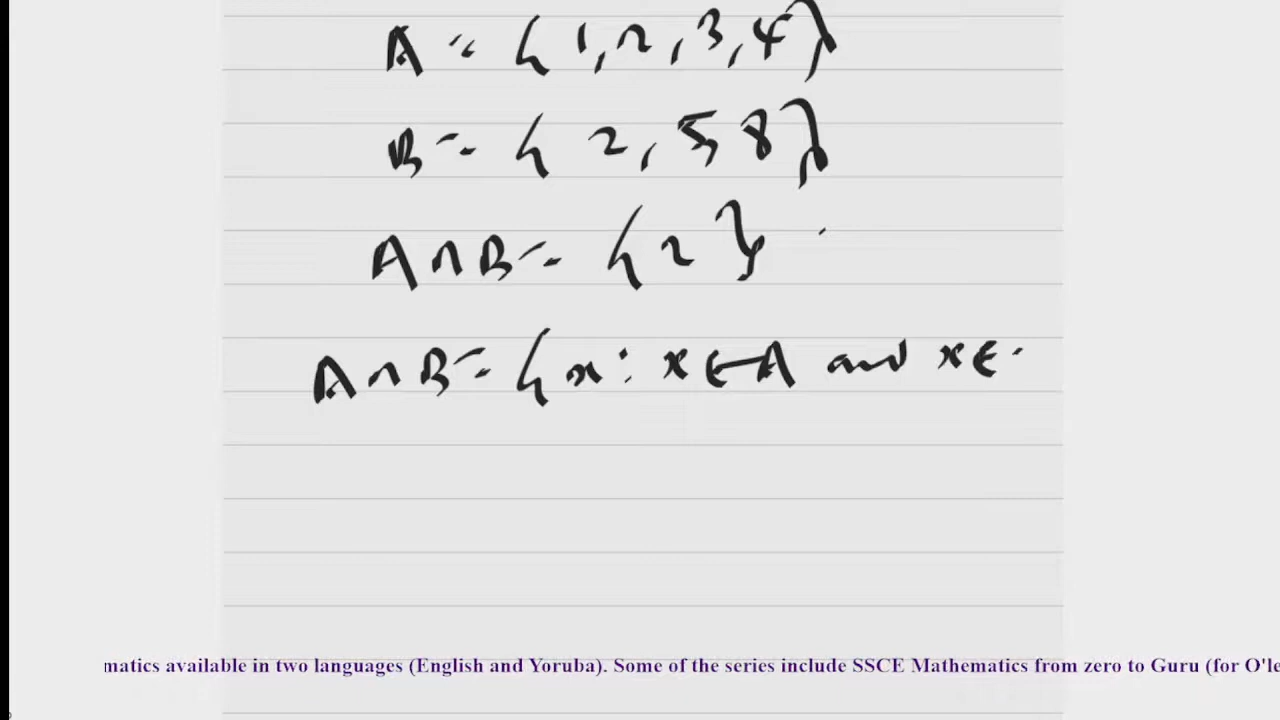 A = {1, 2, 3, 4}
B = {2, 5 8}
A ∩ B = {2}
A ∩ B = {x : x ∈ A and x ∈
matics available in two languages (English and Yoruba). Some of the series include SSCE Mathematics from zero to Guru (for O'le